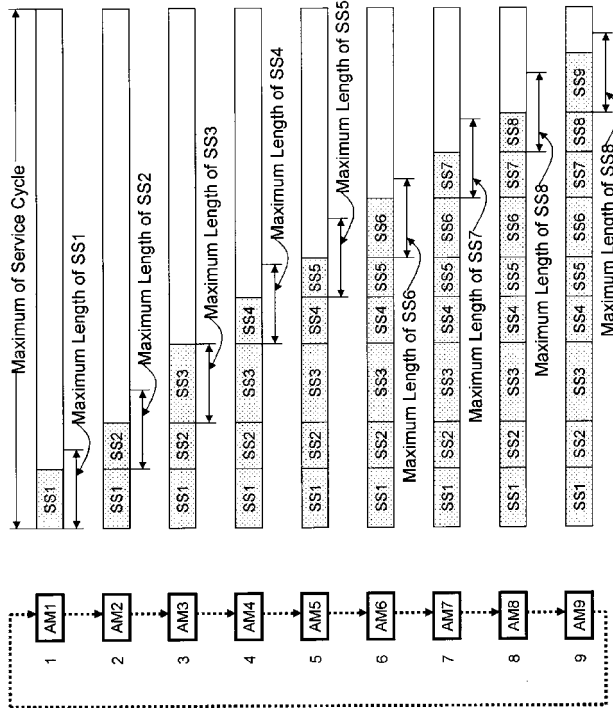 Maximum of Service Cycle
1 AM1 SS1
Maximum Length of SS1
2 AM2 SS1 SS2
Maximum Length of SS2
3 AM3 SS1 SS2 SS3
Maximum Length of SS3
4 AM4 SS1 SS2 SS3 SS4
Maximum Length of SS4
5 AM5 SS1 SS2 SS3 SS4 SS5
Maximum Length of SS5
6 AM6 SS1 SS2 SS3 SS4 SS5 SS6
Maximum Length of SS6
7 AM7 SS1 SS2 SS3 SS4 SS5 SS6 SS7
Maximum Length of SS7
8 AM8 SS1 SS2 SS3 SS4 SS5 SS6 SS7 SS8
Maximum Length of SS8
9 AM9 SS1 SS2 SS3 SS4 SS5 SS6 SS7 SS8 SS9
Maximum Length of SS8